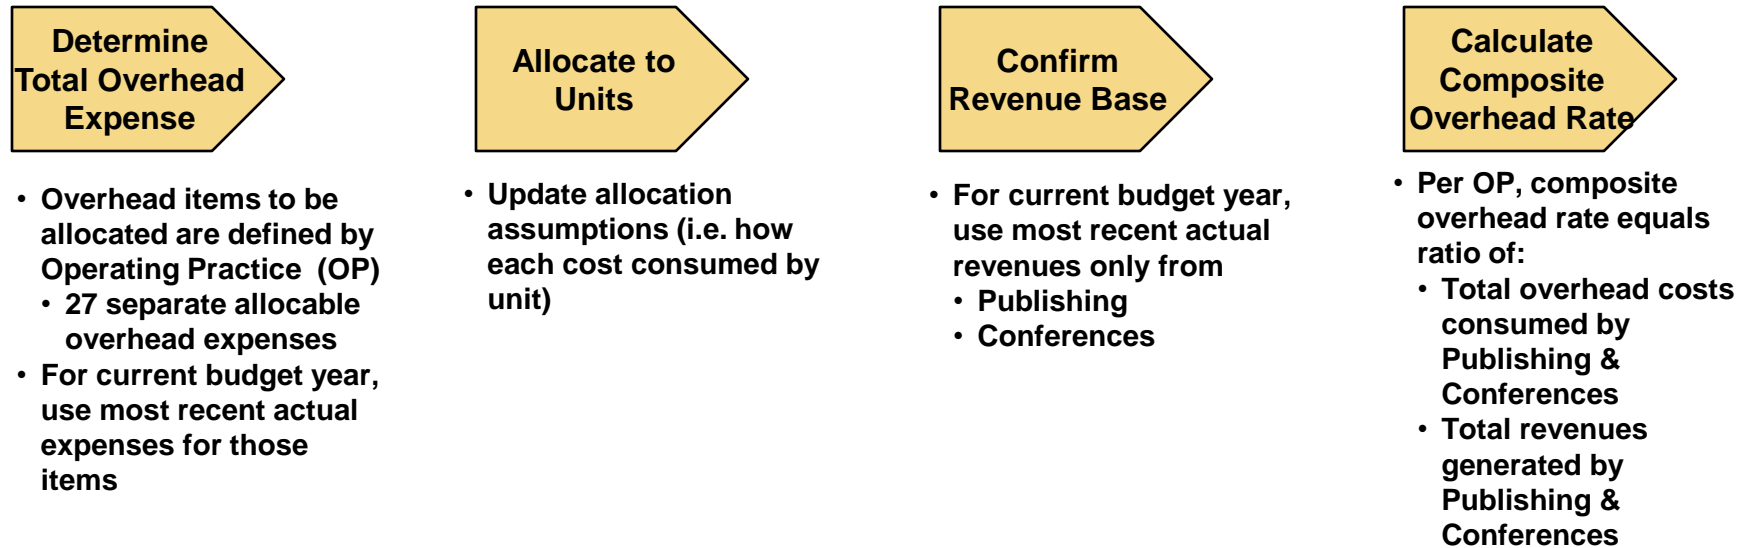 Determine
Total Overhead
Expense
• Overhead items to be
allocated are defined by
Operating Practice (OP)
• 27 separate allocable
overhead expenses
• For current budget year,
use most recent actual
expenses for those
items
Allocate to
Units
• Update allocation
assumptions (i.e. how
each cost consumed by
unit)
Confirm
Revenue Base
• For current budget year,
use most recent actual
revenues only from
• Publishing
• Conferences
Calculate
Composite
Overhead Rate
• Per OP, composite
overhead rate equals
ratio of:
• Total overhead costs
consumed by
Publishing &
Conferences
• Total revenues
generated by
Publishing &
Conferences